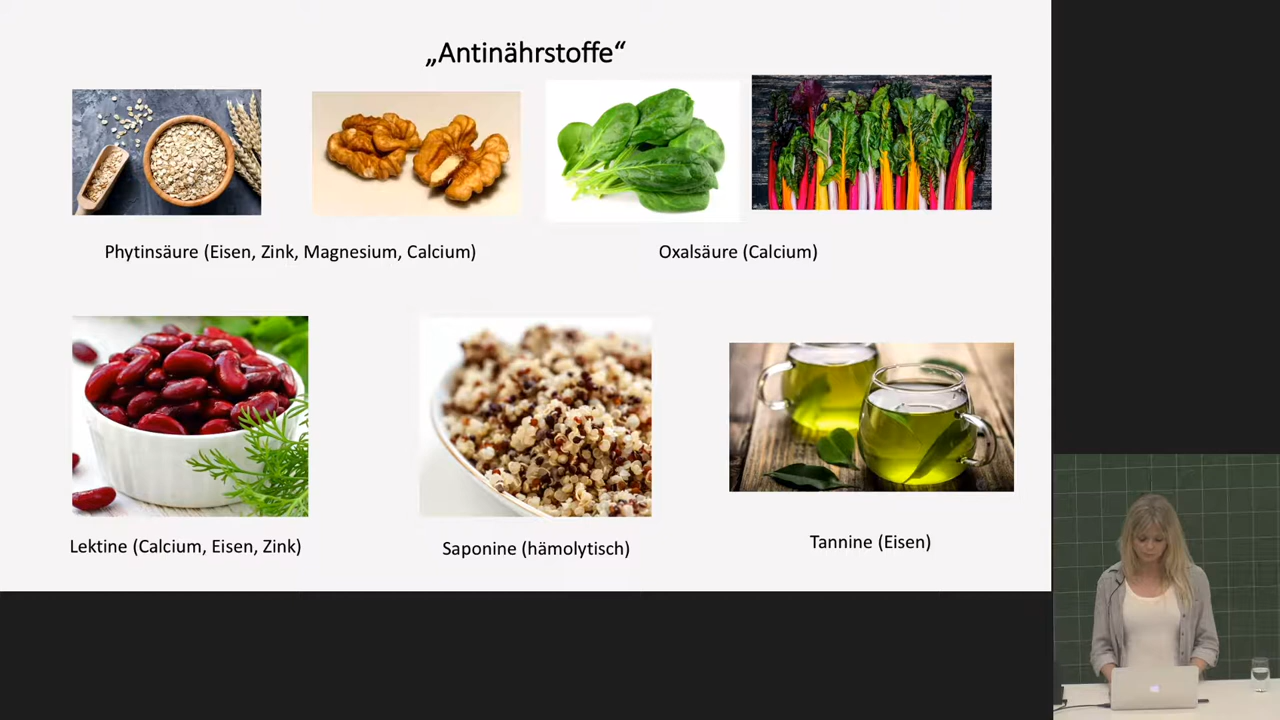 „Antinährstoffe“
Phytinsäure (Eisen, Zink, Magnesium, Calcium)
Oxalsäure (Calcium)
Lektine (Calcium, Eisen, Zink)
Saponine (hämolytisch)
Tannine (Eisen)